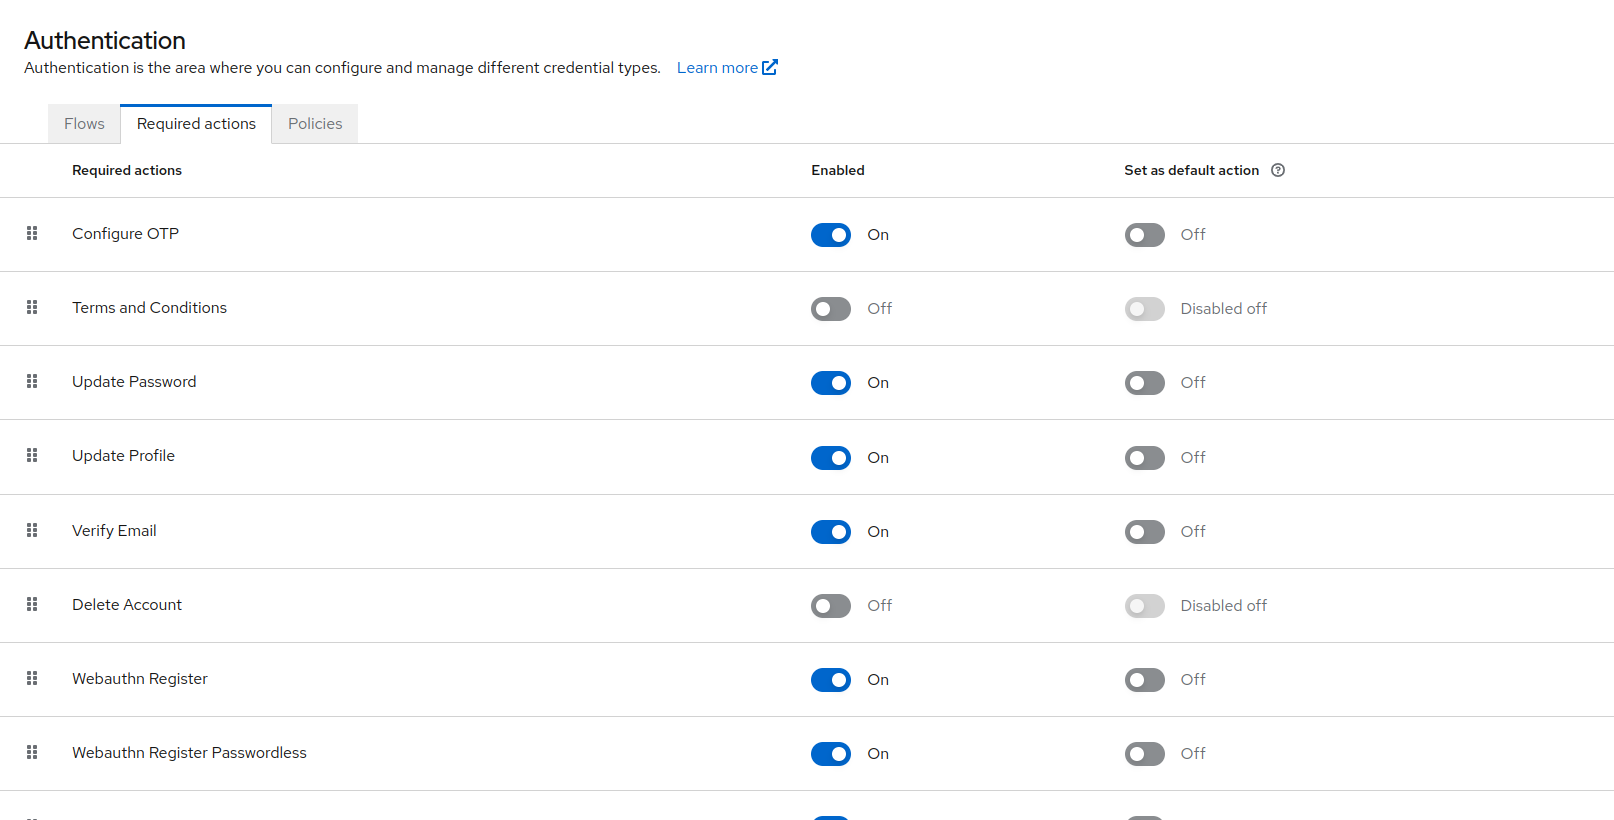 Authentication
Authentication is the area where you can configure and manage different credential types. Learn more
Flows Required actions Policies
Required actions Enabled Set as default action
Configure OTP On Off
Terms and Conditions Off Disabled off
Update Password On Off
Update Profile On Off
Verify Email On Off
Delete Account Off Disabled off
Webauthn Register On Off
Webauthn Register Passwordless On Off